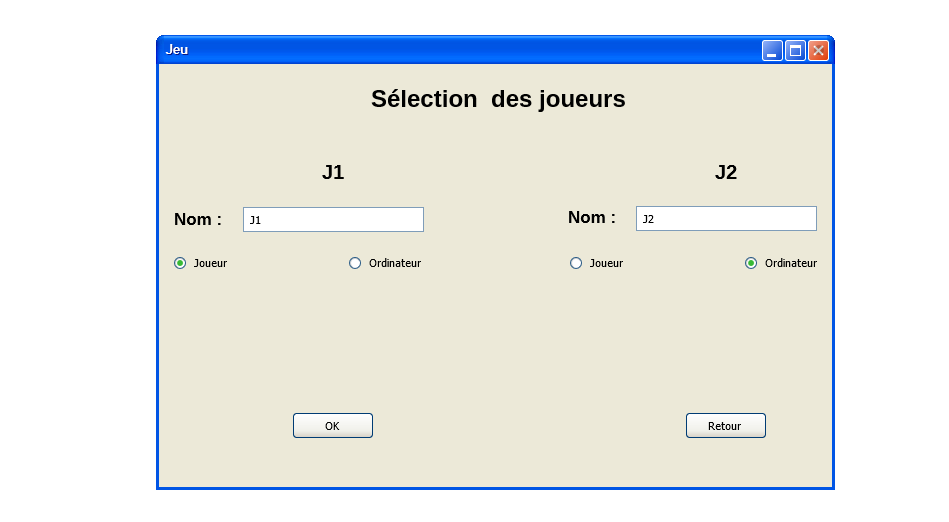 Jeu
Sélection des joueurs
J1
J2
Nom : J1
Nom : J2
Joueur Ordinateur
Joueur Ordinateur
OK
Retour